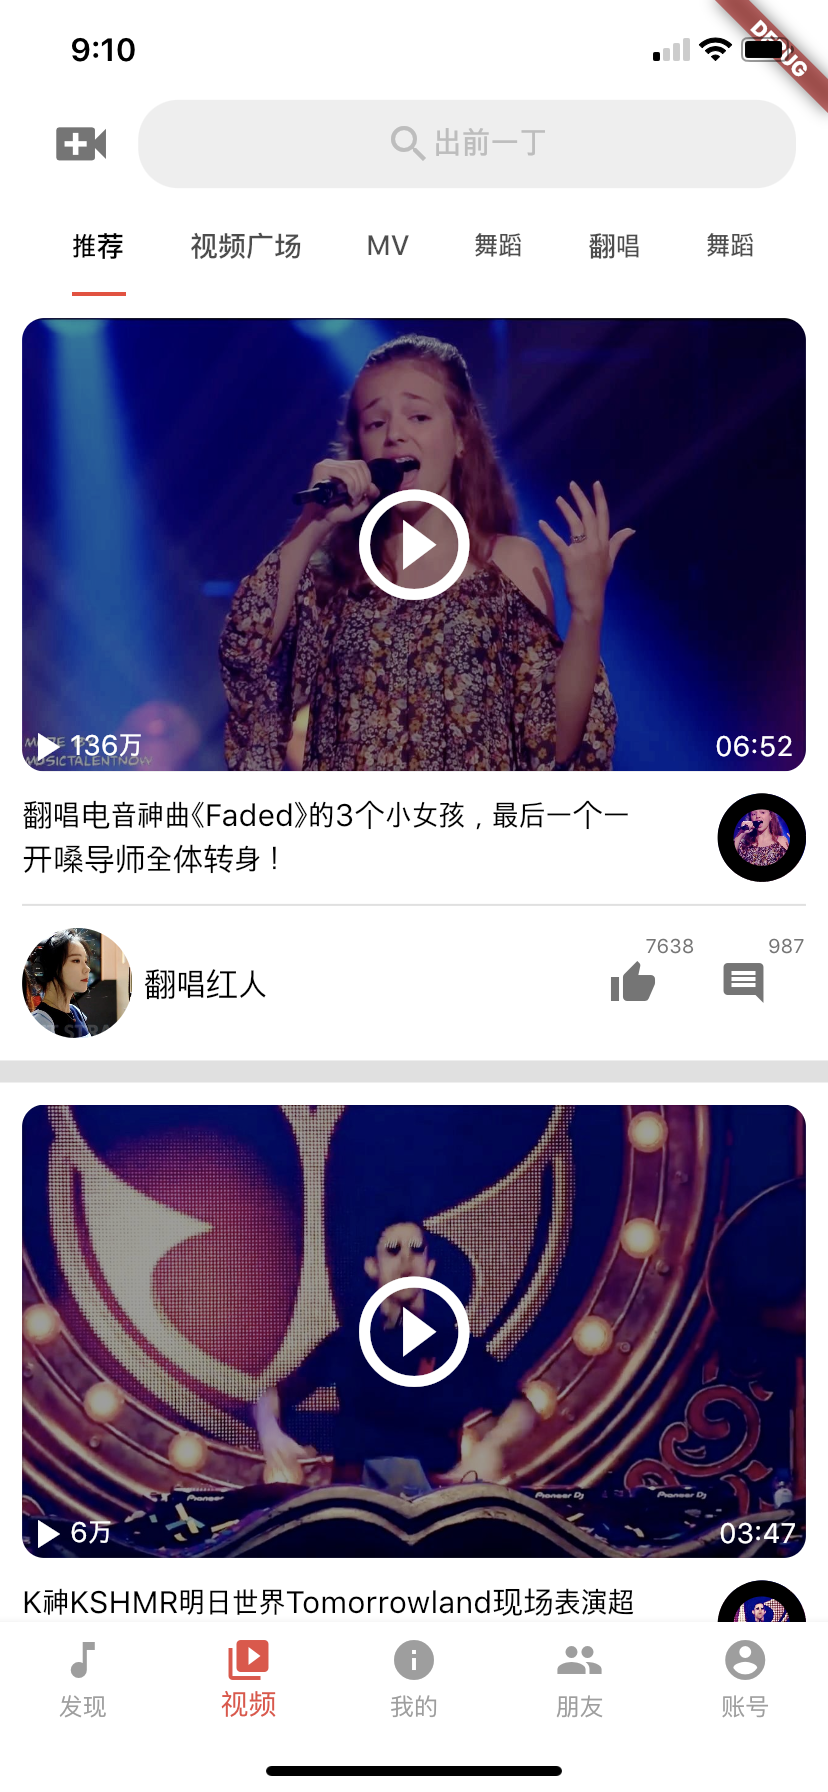 9:10
DEBUG
出前一丁
推荐 视频广场 MV 舞蹈 翻唱 舞蹈
136万 06:52
MUSICTALENTNOW
翻唱电音神曲《Faded》的3个小女孩，最后一个一
开嗓导师全体转身！
7638 987
翻唱红人
Pioneer Pioneer DJ Pioneer DJ
6万 03:47
K神KSHMR明日世界Tomorrowland现场表演超
发现 视频 我的 朋友 账号